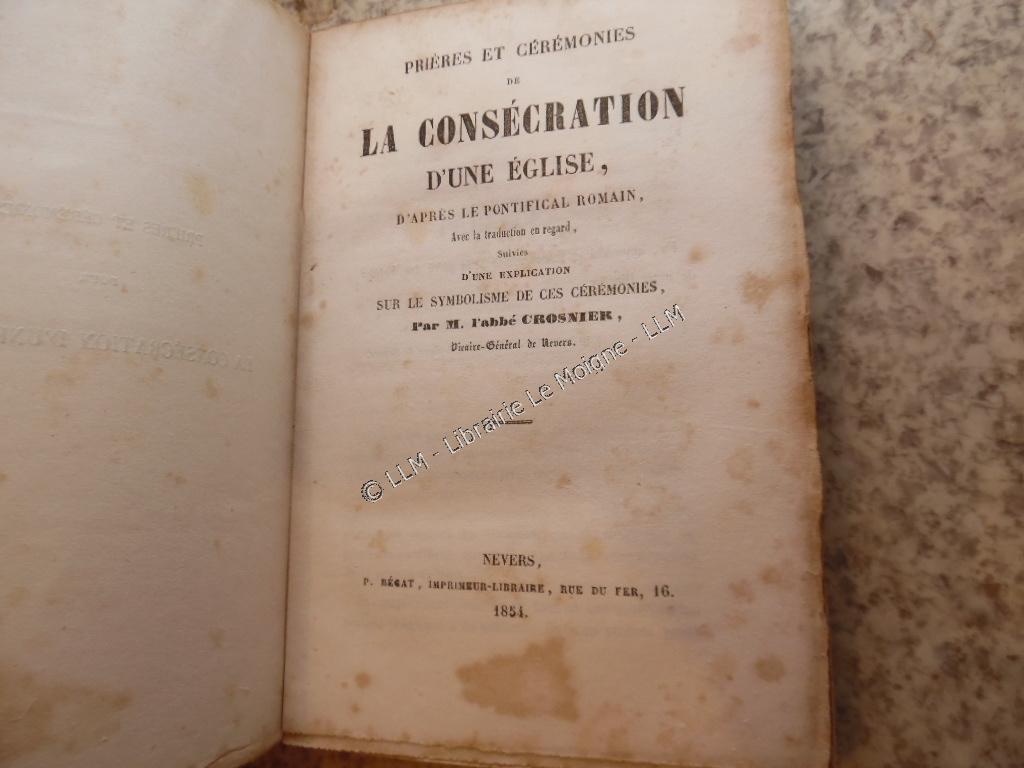 PRIÈRES ET CÉRÉMONIES
DE
LA CONSÉCRATION
D'UNE ÉGLISE,
D'APRÈS LE PONTIFICAL ROMAIN,
Avec la traduction en regard,
Suivies
D'UNE EXPLICATION
SUR LE SYMBOLISME DE CES CÉRÉMONIES,
Par M. l'abbé CROSNIER,
Vicaire-Général de Nevers.
© LLM - Librairie Le Moigne - LLM
NEVERS,
P. BÉGAT, IMPRIMEUR-LIBRAIRE, RUE DU FER, 16.
1854.